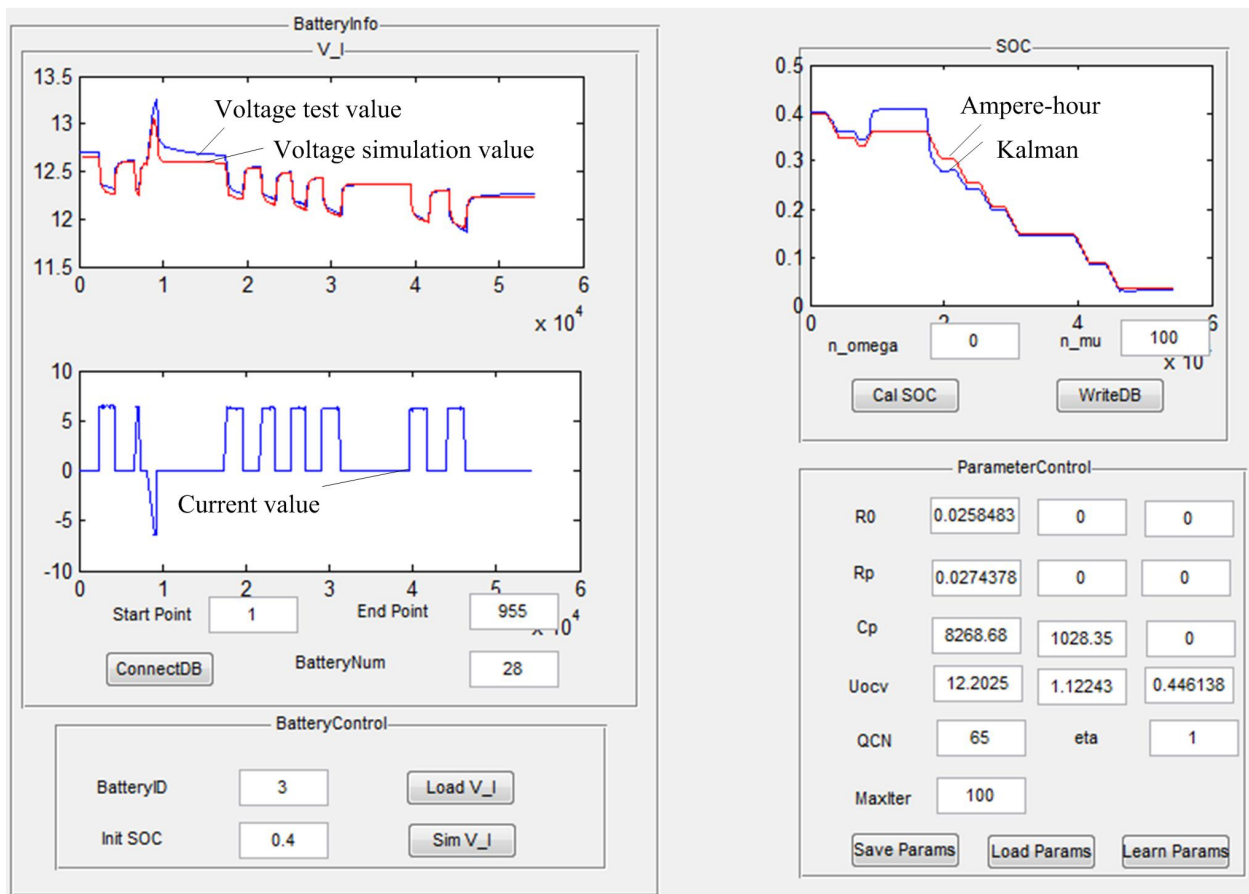 BatteryInfo
V_I
13.5
13
12.5
12
11.5
Voltage test value
Voltage simulation value
0 1 2 3 4 5 6
x 10^4
10
5
0
-5
-10
Current value
0 1 2 3 4 5 6
Start Point 1 End Point 955
ConnectDB BatteryNum 28
BatteryControl
BatteryID 3 Load V_I
Init SOC 0.4 Sim V_I
SOC
0.5
0.4
0.3
0.2
0.1
0
Ampere-hour
Kalman
0 2 4 6
n_omega 0 n_mu 100
x 10
Cal SOC WriteDB
ParameterControl
R0 0.0258483 0 0
Rp 0.0274378 0 0
Cp 8268.68 1028.35 0
Uocv 12.2025 1.12243 0.446138
QCN 65 eta 1
MaxIter 100
Save Params Load Params Learn Params